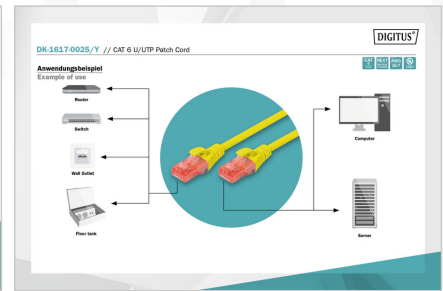 DIGITUS®
DK-1617-0025/Y // CAT 6 U/UTP Patch Cord
Anwendungsbeispiel
Example of use
Router
Switch
Wall Outlet
Floor tank
Computer
Server